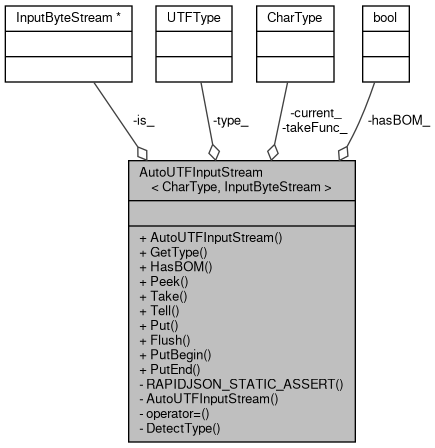 InputByteStream *
UTFType
CharType
bool
-is_
-type_
-current_
-takeFunc_
-hasBOM_
AutoUTFInputStream
< CharType, InputByteStream >
+ AutoUTFInputStream()
+ GetType()
+ HasBOM()
+ Peek()
+ Take()
+ Tell()
+ Put()
+ Flush()
+ PutBegin()
+ PutEnd()
- RAPIDJSON_STATIC_ASSERT()
- AutoUTFInputStream()
- operator=()
- DetectType()